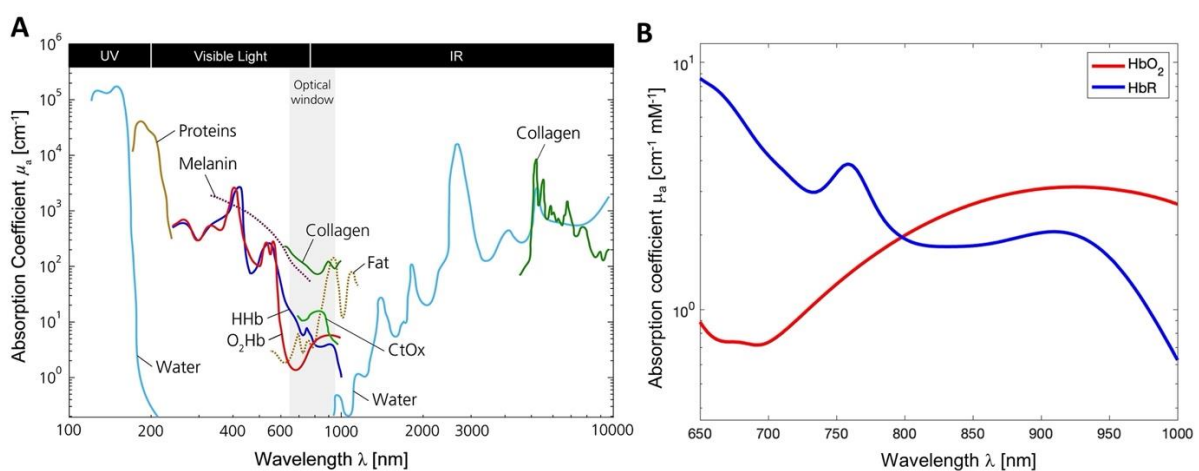 A
UV Visible Light IR
Optical
window
Absorption Coefficient μa [cm-1]
10^6
10^5
10^4
10^3
10^2
10^1
10^0
Proteins
Melanin
Collagen
Collagen
Fat
HHb
O2Hb
CtOx
Water
Water
100 200 400 600 1000 2000 3000 10000
Wavelength λ [nm]
B
HbO2
HbR
Absorption coefficient μa [cm-1 mM-1]
10^1
10^0
650 700 750 800 850 900 950 1000
Wavelength λ [nm]